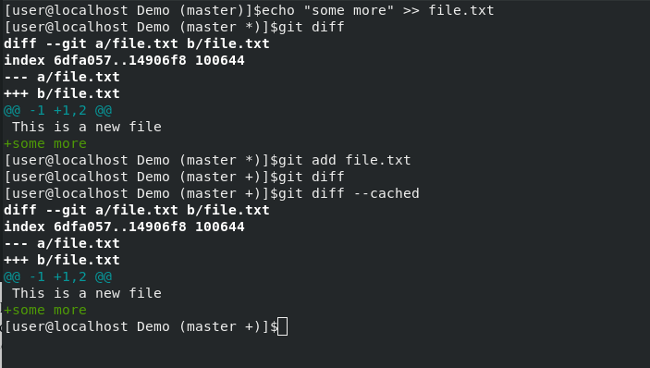 [user@localhost Demo (master)]$echo "some more" >> file.txt
[user@localhost Demo (master *)]$git diff
diff --git a/file.txt b/file.txt
index 6dfa057..14906f8 100644
--- a/file.txt
+++ b/file.txt
@@ -1 +1,2 @@
 This is a new file
+some more
[user@localhost Demo (master *)]$git add file.txt
[user@localhost Demo (master +)]$git diff
[user@localhost Demo (master +)]$git diff --cached
diff --git a/file.txt b/file.txt
index 6dfa057..14906f8 100644
--- a/file.txt
+++ b/file.txt
@@ -1 +1,2 @@
 This is a new file
+some more
[user@localhost Demo (master +)]$